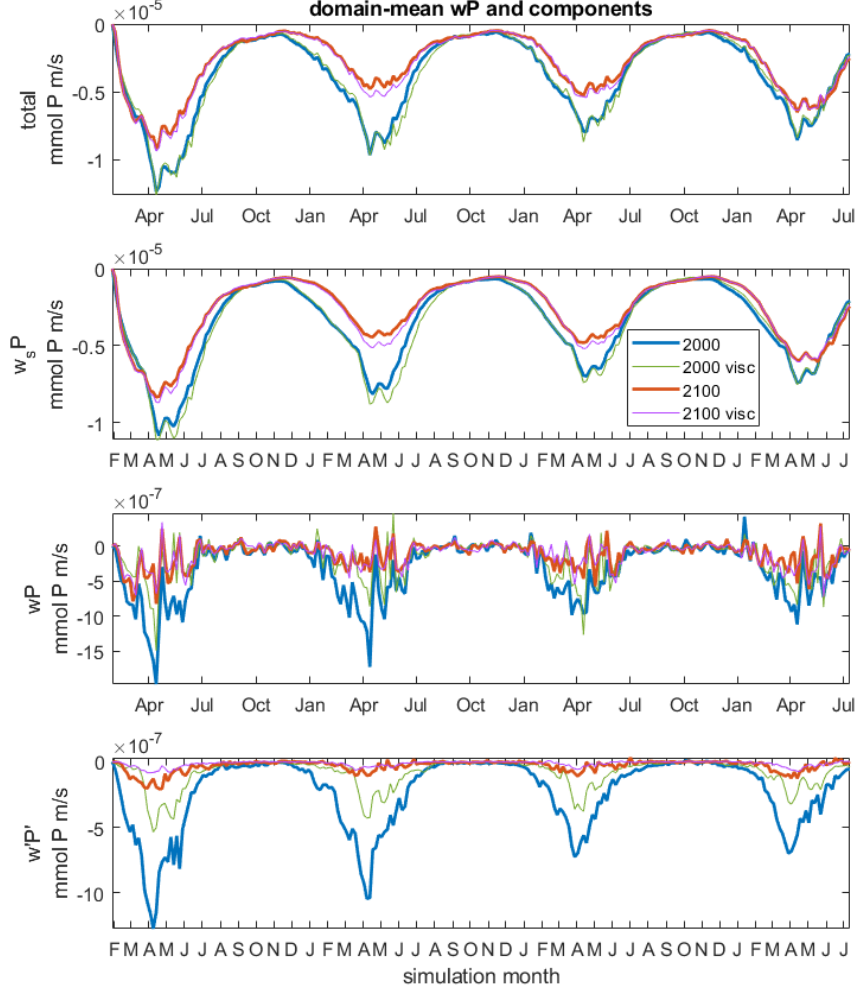 domain-mean wP and components
×10⁻⁵
0
-0.5
-1
total
mmol P m/s
Apr Jul Oct Jan Apr Jul Oct Jan Apr Jul Oct Jan Apr Jul
×10⁻⁵
0
-0.5
-1
wₛP
mmol P m/s
2000
2000 visc
2100
2100 visc
F M A M J J A S O N D J F M A M J J A S O N D J F M A M J J A S O N D J F M A M J J
×10⁻⁷
0
-5
-10
-15
wP
mmol P m/s
Apr Jul Oct Jan Apr Jul Oct Jan Apr Jul Oct Jan Apr Jul
×10⁻⁷
0
-5
-10
w'P'
mmol P m/s
F M A M J J A S O N D J F M A M J J A S O N D J F M A M J J A S O N D J F M A M J J
simulation month